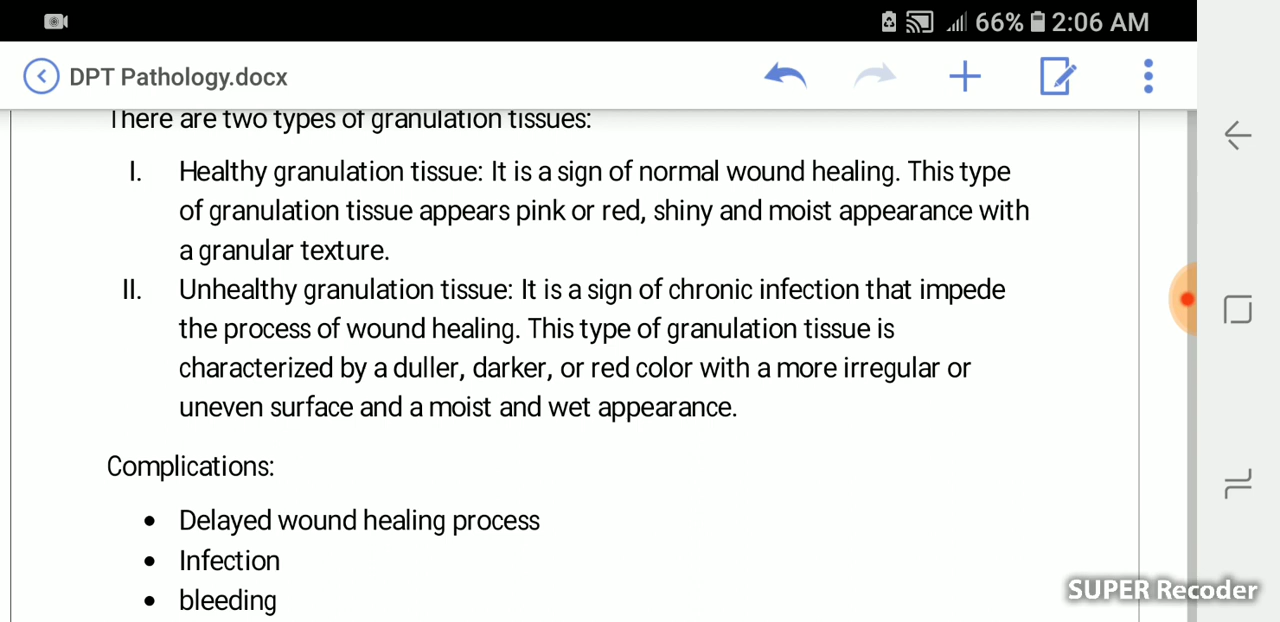 66% 2:06 AM
DPT Pathology.docx
There are two types of granulation tissues:
I. Healthy granulation tissue: It is a sign of normal wound healing. This type
of granulation tissue appears pink or red, shiny and moist appearance with
a granular texture.
II. Unhealthy granulation tissue: It is a sign of chronic infection that impede
the process of wound healing. This type of granulation tissue is
characterized by a duller, darker, or red color with a more irregular or
uneven surface and a moist and wet appearance.
Complications:
• Delayed wound healing process
• Infection
• bleeding
SUPER Recoder